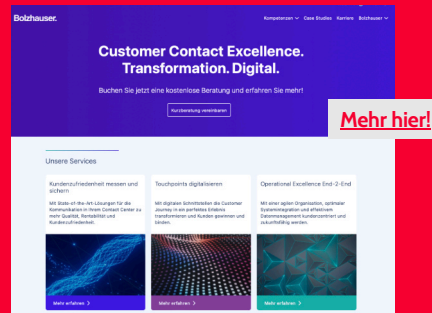 Bolzhauser.
Kompetenzen Case Studies Karriere Bolzhauser
Customer Contact Excellence.
Transformation. Digital.
Buchen Sie jetzt eine kostenlose Beratung und erfahren Sie mehr!
Kurzberatung vereinbaren
Mehr hier!
Unsere Services
Kundenzufriedenheit messen und
sichern
Mit State-of-the-Art-Lösungen für die
Kommunikation in Ihrem Contact Center zu
mehr Qualität, Rentabilität und
Kundenzufriedenheit.
Mehr erfahren
Touchpoints digitalisieren
Mit digitalen Schnittstellen die Customer
Journey in ein perfektes Erlebnis
transformieren und Kunden gewinnen und
binden.
Mehr erfahren
Operational Excellence End-2-End
Mit einer agilen Organisation, optimaler
Systemintegration und effektivem
Datenmanagement kundenzentriert und
zukunftsfähig werden.
Mehr erfahren